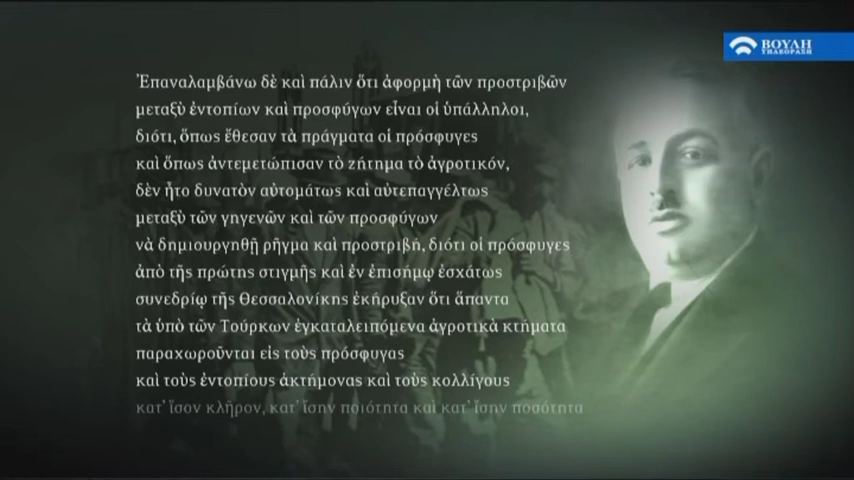 ΒΟΥΛΗ
ΤΗΛΕΟΡΑΣΗ
Ἐπαναλαμβάνω δὲ καὶ πάλιν ὅτι ἀφορμὴ τῶν προστριβῶν
μεταξὺ ἐντοπίων καὶ προσφύγων εἶναι οἱ ὑπάλληλοι,
διότι, ὅπως ἔθεσαν τὰ πράγματα οἱ πρόσφυγες
καὶ ὅπως ἀντεμετώπισαν τὸ ζήτημα τὸ ἀγροτικόν,
δὲν ἦτο δυνατὸν αὐτομάτως καὶ αὐτεπαγγέλτως
μεταξὺ τῶν γηγενῶν καὶ τῶν προσφύγων
νὰ δημιουργηθῇ ρῆγμα καὶ προστριβή, διότι οἱ πρόσφυγες
ἀπὸ τῆς πρώτης στιγμῆς καὶ ἐν ἐπισήμῳ ἐσχάτως
συνεδρίῳ τῆς Θεσσαλονίκης ἐκήρυξαν ὅτι ἅπαντα
τὰ ὑπὸ τῶν Τούρκων ἐγκαταλειπόμενα ἀγροτικὰ κτήματα
παραχωροῦνται εἰς τοὺς πρόσφυγας
καὶ τοὺς ἐντοπίους ἀκτήμονας καὶ τοὺς κολλίγους
κατ' ἴσον κλῆρον, κατ' ἴσην ποιότητα καὶ κατ' ἴσην ποσότητα